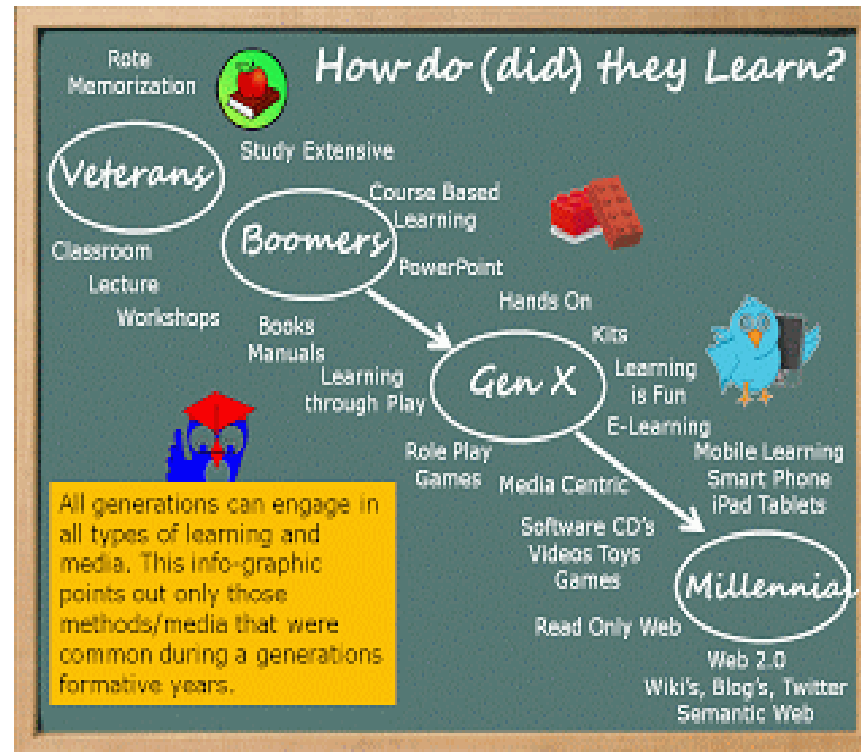 How do (did) they Learn?
Rote
Memorization
Veterans
Classroom
Lecture
Workshops
Study Extensive
Boomers
Course Based
Learning
PowerPoint
Books
Manuals
Learning
through Play
Hands On
Kits
Gen X
Learning
is Fun
E-Learning
Role Play
Games
Media Centric
Software CD's
Videos Toys
Games
Read Only Web
Mobile Learning
Smart Phone
iPad Tablets
Millennial
Web 2.0
Wiki's, Blog's, Twitter
Semantic Web
All generations can engage in
all types of learning and
media. This info-graphic
points out only those
methods/media that were
common during a generations
formative years.